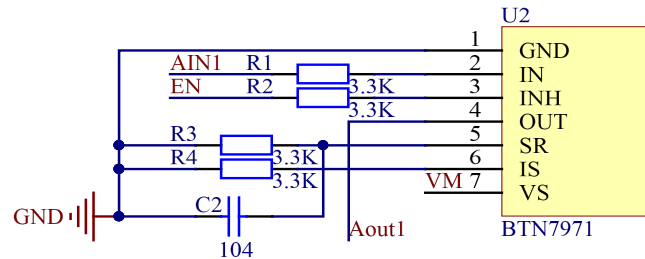 U2
1 GND
AIN1 R1 2 IN
EN R2 3.3K 3 INH
3.3K 4 OUT
R3 5 SR
R4 3.3K 6 IS
3.3K VM 7 VS
C2
GND Aout1 BTN7971
104